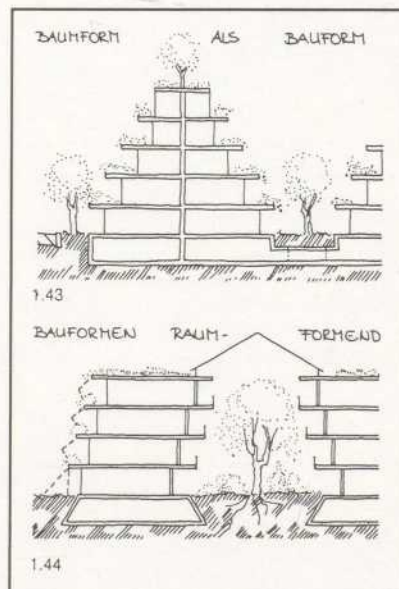 BAUMFORM ALS BAUFORM
1.43
BAUFORMEN RAUM- FORMEND
1.44